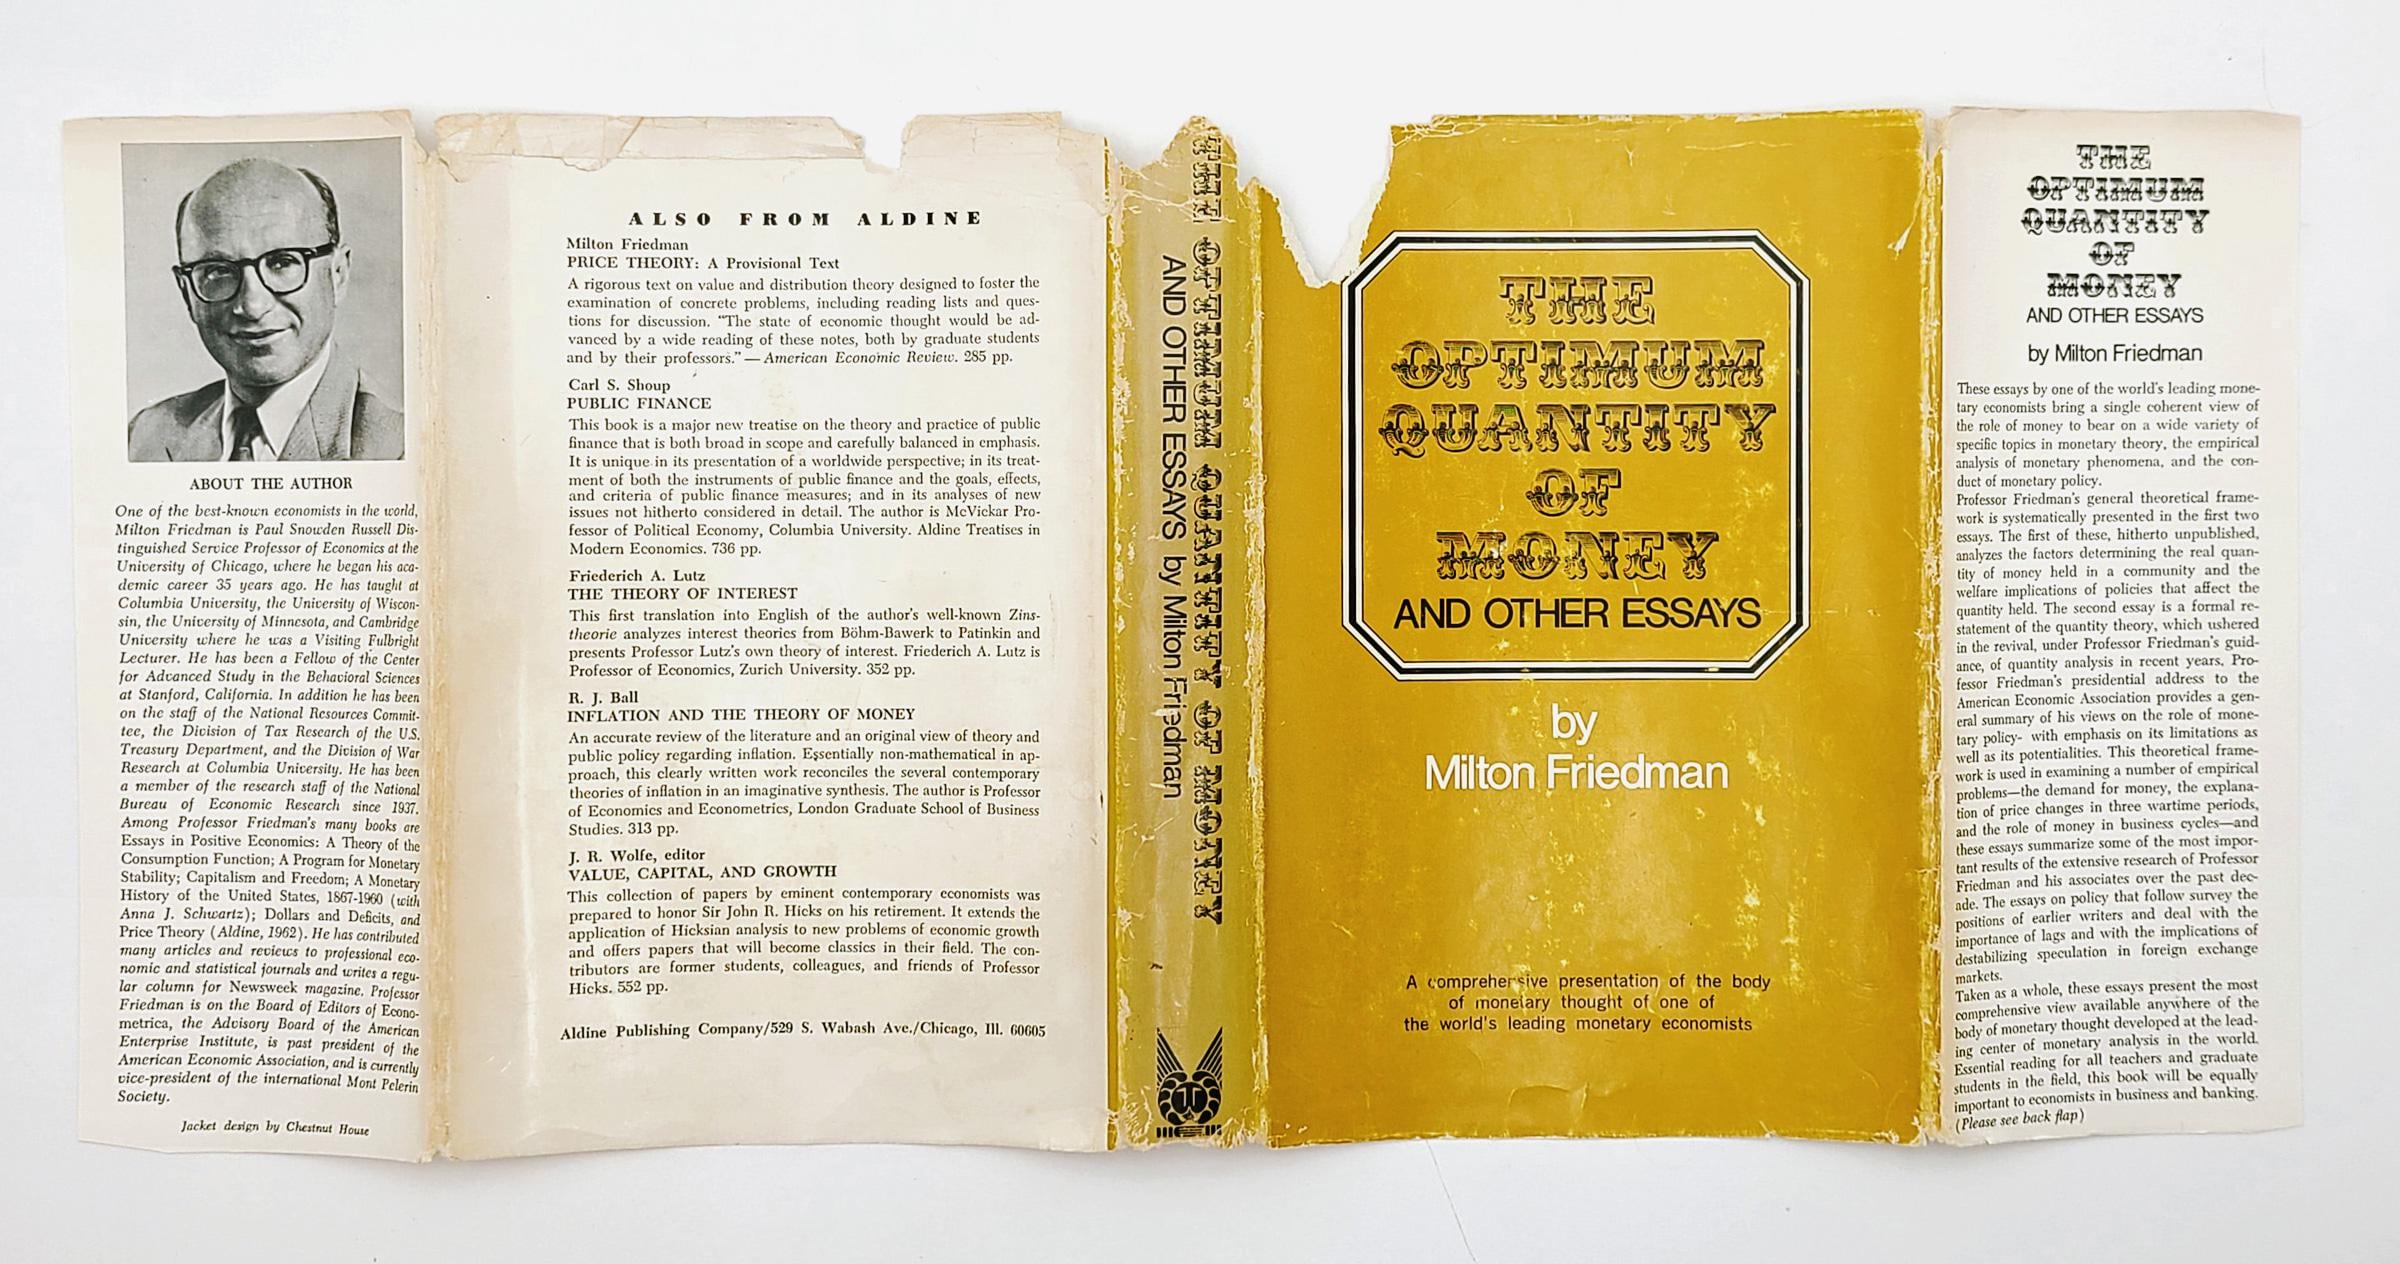 ABOUT THE AUTHOR
One of the best-known economists in the world,
Milton Friedman is Paul Snowden Russell Dis-
tinguished Service Professor of Economics at the
University of Chicago, where he began his aca-
demic career 35 years ago. He has taught at
Columbia University, the University of Wiscon-
sin, the University of Minnesota, and Cambridge
University where he was a Visiting Fulbright
Lecturer. He has been a Fellow of the Center
for Advanced Study in the Behavioral Sciences
at Stanford, California. In addition he has been
on the staff of the National Resources Commit-
tee, the Division of Tax Research of the U.S.
Treasury Department, and the Division of War
Research at Columbia University. He has been
a member of the research staff of the National
Bureau of Economic Research since 1937.
Among Professor Friedman's many books are
Essays in Positive Economics: A Theory of the
Consumption Function; A Program for Monetary
Stability; Capitalism and Freedom; A Monetary
History of the United States, 1867-1960 (with
Anna J. Schwartz); Dollars and Deficits, and
Price Theory (Aldine, 1962). He has contributed
many articles and reviews to professional eco-
nomic and statistical journals and writes a regu-
lar column for Newsweek magazine. Professor
Friedman is on the Board of Editors of Econo-
metrica, the Advisory Board of the American
Enterprise Institute, is past president of the
American Economic Association, and is currently
vice-president of the international Mont Pelerin
Society.
Jacket design by Chestnut House
ALSO FROM ALDINE
Milton Friedman
PRICE THEORY: A Provisional Text
A rigorous text on value and distribution theory designed to foster the
examination of concrete problems, including reading lists and ques-
tions for discussion. "The state of economic thought would be ad-
vanced by a wide reading of these notes, both by graduate students
and by their professors." — American Economic Review. 285 pp.
Carl S. Shoup
PUBLIC FINANCE
This book is a major new treatise on the theory and practice of public
finance that is both broad in scope and carefully balanced in emphasis.
It is unique in its presentation of a worldwide perspective; in its treat-
ment of both the instruments of public finance and the goals, effects,
and criteria of public finance measures; and in its analyses of new
issues not hitherto considered in detail. The author is McVickar Pro-
fessor of Political Economy, Columbia University. Aldine Treatises in
Modern Economics. 736 pp.
Friederich A. Lutz
THE THEORY OF INTEREST
This first translation into English of the author's well-known Zins-
theorie analyzes interest theories from Böhm-Bawerk to Patinkin and
presents Professor Lutz's own theory of interest. Friederich A. Lutz is
Professor of Economics, Zurich University. 352 pp.
R. J. Ball
INFLATION AND THE THEORY OF MONEY
An accurate review of the literature and an original view of theory and
public policy regarding inflation. Essentially non-mathematical in ap-
proach, this clearly written work reconciles the several contemporary
theories of inflation in an imaginative synthesis. The author is Professor
of Economics and Econometrics, London Graduate School of Business
Studies. 313 pp.
J. R. Wolfe, editor
VALUE, CAPITAL, AND GROWTH
This collection of papers by eminent contemporary economists was
prepared to honor Sir John R. Hicks on his retirement. It extends the
application of Hicksian analysis to new problems of economic growth
and offers papers that will become classics in their field. The con-
tributors are former students, colleagues, and friends of Professor
Hicks. 552 pp.
Aldine Publishing Company/529 S. Wabash Ave./Chicago, Ill. 60605
THE OPTIMUM QUANTITY OF MONEY
AND OTHER ESSAYS by Milton Friedman
THE
OPTIMUM
QUANTITY
OF
MONEY
AND OTHER ESSAYS
by
Milton Friedman
A comprehensive presentation of the body
of monetary thought of one of
the world's leading monetary economists
THE
OPTIMUM
QUANTITY
OF
MONEY
AND OTHER ESSAYS
by Milton Friedman
These essays by one of the world's leading mone-
tary economists bring a single coherent view of
the role of money to bear on a wide variety of
specific topics in monetary theory, the empirical
analysis of monetary phenomena, and the con-
duct of monetary policy.
Professor Friedman's general theoretical frame-
work is systematically presented in the first two
essays. The first of these, hitherto unpublished,
analyzes the factors determining the real quan-
tity of money held in a community and the
welfare implications of policies that affect the
quantity held. The second essay is a formal re-
statement of the quantity theory, which ushered
in the revival, under Professor Friedman's guid-
ance, of quantity analysis in recent years. Pro-
fessor Friedman's presidential address to the
American Economic Association provides a gen-
eral summary of his views on the role of mone-
tary policy- with emphasis on its limitations as
well as its potentialities. This theoretical frame-
work is used in examining a number of empirical
problems—the demand for money, the explana-
tion of price changes in three wartime periods,
and the role of money in business cycles—and
these essays summarize some of the most impor-
tant results of the extensive research of Professor
Friedman and his associates over the past dec-
ade. The essays on policy that follow survey the
positions of earlier writers and deal with the
importance of lags and with the implications of
destabilizing speculation in foreign exchange
markets.
Taken as a whole, these essays present the most
comprehensive view available anywhere of the
body of monetary thought developed at the lead-
ing center of monetary analysis in the world.
Essential reading for all teachers and graduate
students in the field, this book will be equally
important to economists in business and banking.
(Please see back flap)